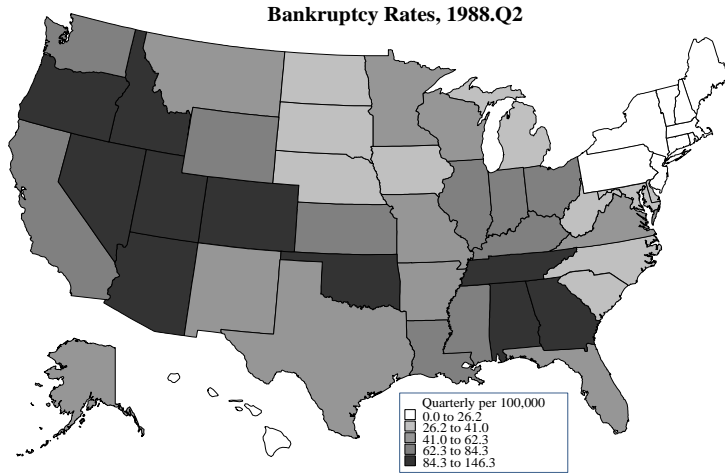 Bankruptcy Rates, 1988.Q2
Quarterly per 100,000
0.0 to 26.2
26.2 to 41.0
41.0 to 62.3
62.3 to 84.3
84.3 to 146.3